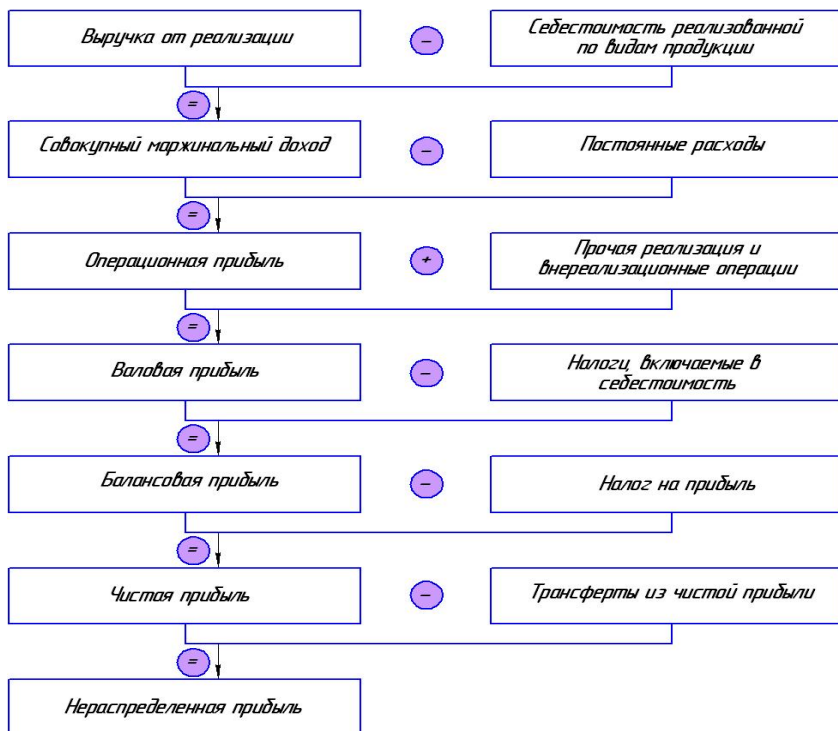 Выручка от реализации
–
Себестоимость реализованной
по видам продукции
=
Совокупный маржинальный доход
–
Постоянные расходы
=
Операционная прибыль
+
Прочая реализация и
внереализационные операции
=
Валовая прибыль
–
Налоги, включаемые в
себестоимость
=
Балансовая прибыль
–
Налог на прибыль
=
Чистая прибыль
–
Трансферты из чистой прибыли
=
Нераспределенная прибыль